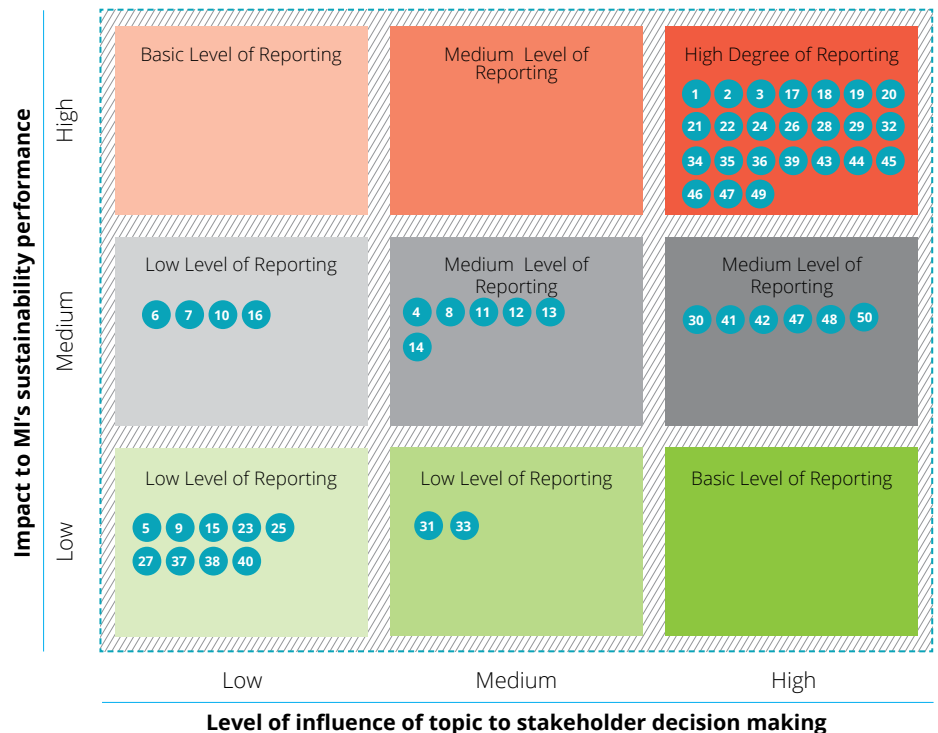 Impact to MI's sustainability performance
High
Medium
Low
Basic Level of Reporting
Medium Level of
Reporting
High Degree of Reporting
1 2 3 17 18 19 20
21 22 24 26 28 29 32
34 35 36 39 43 44 45
46 47 49
Low Level of Reporting
6 7 10 16
Medium Level of
Reporting
4 8 11 12 13
14
Medium Level of
Reporting
30 41 42 47 48 50
Low Level of Reporting
5 9 15 23 25
27 37 38 40
Low Level of Reporting
31 33
Basic Level of Reporting
Low Medium High
Level of influence of topic to stakeholder decision making